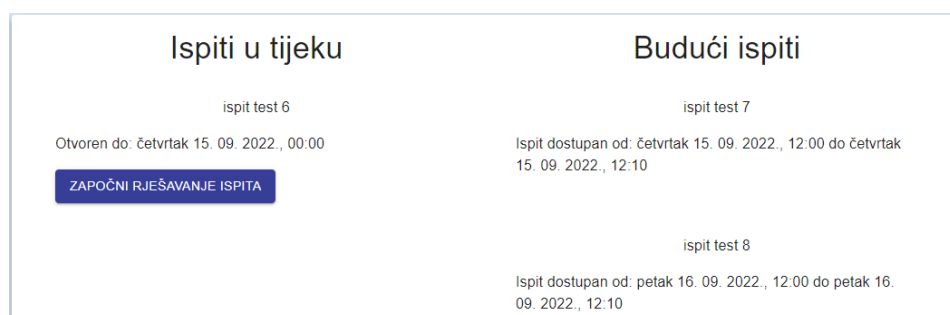 Ispiti u tijeku
ispit test 6
Otvoren do: četvrtak 15. 09. 2022., 00:00
ZAPOČNI RJEŠAVANJE ISPITA
Budući ispiti
ispit test 7
Ispit dostupan od: četvrtak 15. 09. 2022., 12:00 do četvrtak
15. 09. 2022., 12:10
ispit test 8
Ispit dostupan od: petak 16. 09. 2022., 12:00 do petak 16.
09. 2022., 12:10